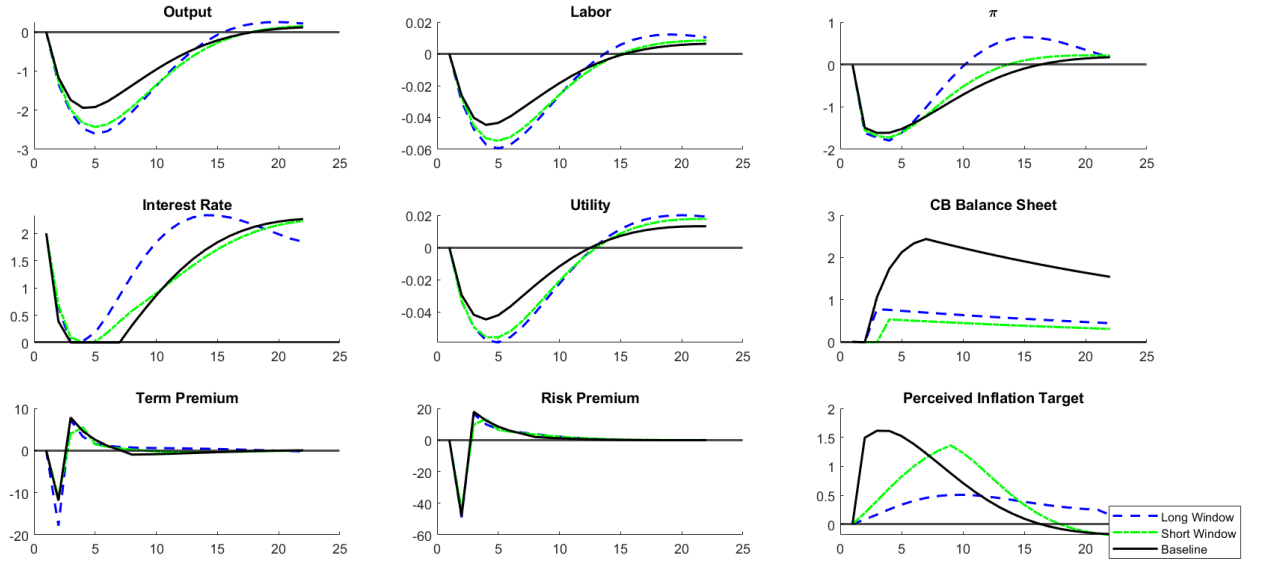 Output
Labor
π
0
-1
-2
-3
0 5 10 15 20 25
0.02
0
-0.02
-0.04
-0.06
0 5 10 15 20 25
1
0
-1
-2
0 5 10 15 20 25
Interest Rate
Utility
CB Balance Sheet
2
1.5
1
0.5
0
0 5 10 15 20 25
0.02
0
-0.02
-0.04
0 5 10 15 20 25
3
2
1
0
0 5 10 15 20 25
Term Premium
Risk Premium
Perceived Inflation Target
10
0
-10
-20
0 5 10 15 20 25
20
0
-20
-40
-60
0 5 10 15 20 25
2
1.5
1
0.5
0
0 5 10 15 20
Long Window
Short Window
Baseline